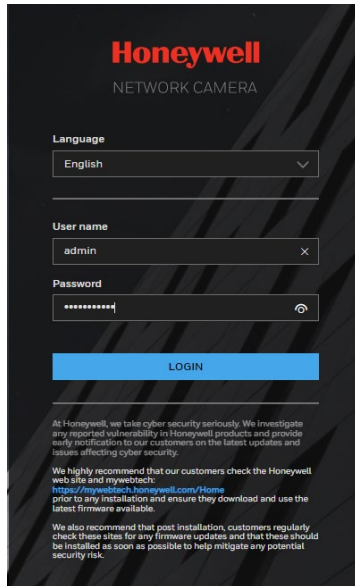 Honeywell
NETWORK CAMERA
Language
English
User name
admin
Password
•••••••••••
LOGIN
At Honeywell, we take cyber security seriously. We investigate
any reported vulnerability in Honeywell products and provide
early notification to our customers on the latest updates and
issues affecting cyber security.
We highly recommend that our customers check the Honeywell
web site and mywebtech:
https://mywebtech.honeywell.com/Home
prior to any installation and ensure they download and use the
latest firmware available.
We also recommend that post installation, customers regularly
check these sites for any firmware updates and that these should
be installed as soon as possible to help mitigate any potential
security risk.